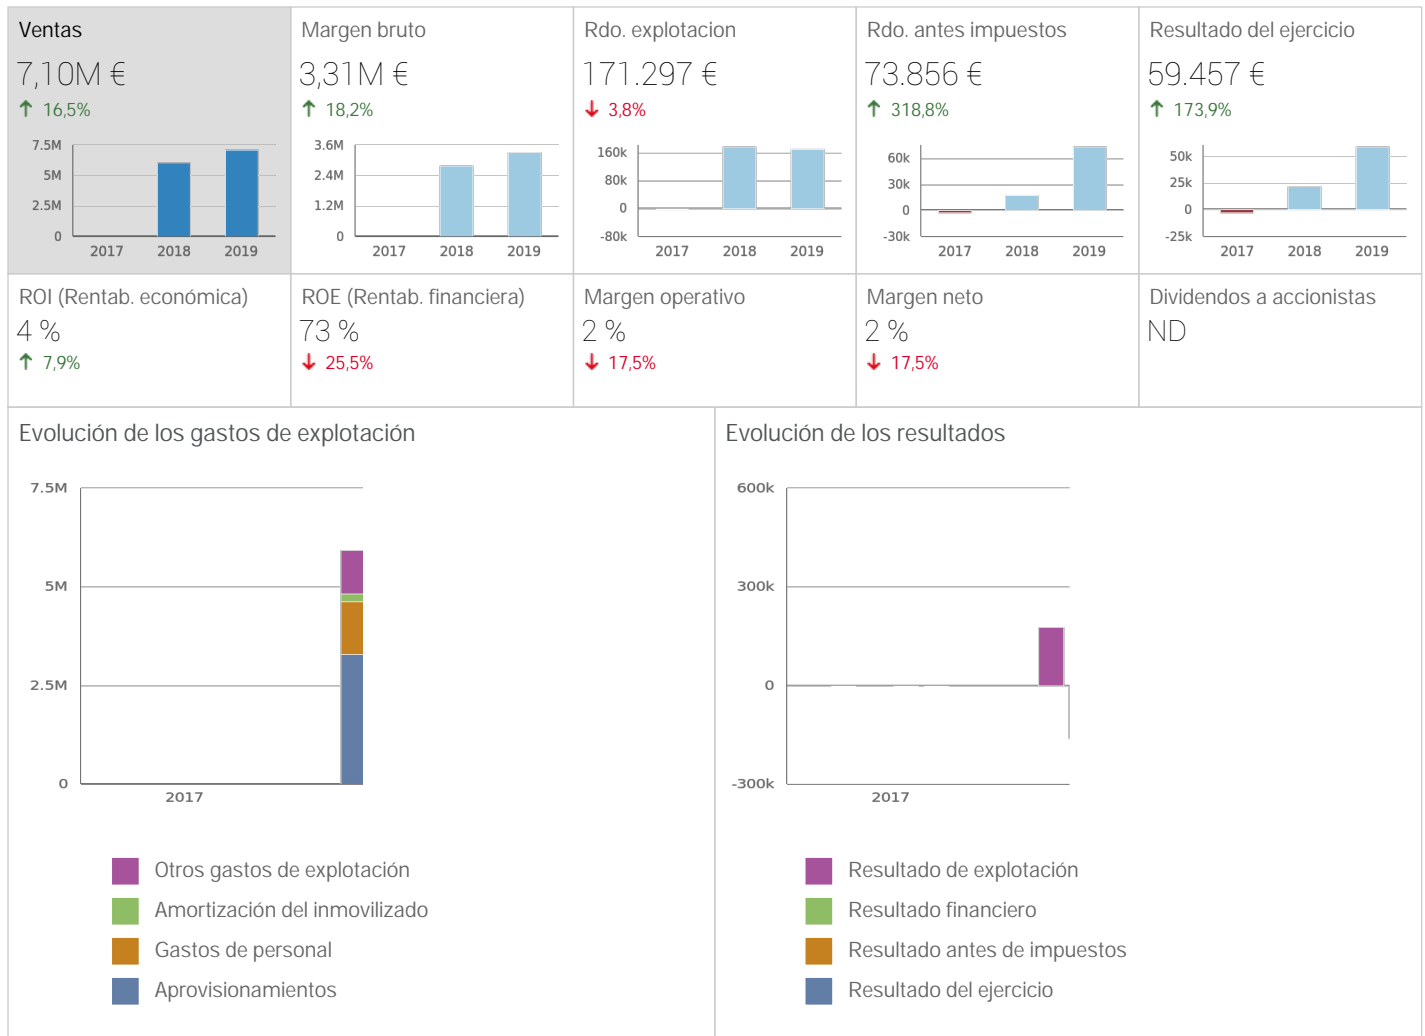 Ventas
7,10M €
16,5%
7.5M
5M
2.5M
0
2017 2018 2019
Margen bruto
3,31M €
18,2%
3.6M
2.4M
1.2M
0
2017 2018 2019
Rdo. explotacion
171.297 €
3,8%
160k
80k
0
-80k
2017 2018 2019
Rdo. antes impuestos
73.856 €
318,8%
60k
30k
0
-30k
2017 2018 2019
Resultado del ejercicio
59.457 €
173,9%
50k
25k
0
-25k
2017 2018 2019
ROI (Rentab. económica)
4 %
7,9%
ROE (Rentab. financiera)
73 %
25,5%
Margen operativo
2 %
17,5%
Margen neto
2 %
17,5%
Dividendos a accionistas
ND
Evolución de los gastos de explotación
7.5M
5M
2.5M
0
2017
Otros gastos de explotación
Amortización del inmovilizado
Gastos de personal
Aprovisionamientos
Evolución de los resultados
600k
300k
0
-300k
2017
Resultado de explotación
Resultado financiero
Resultado antes de impuestos
Resultado del ejercicio